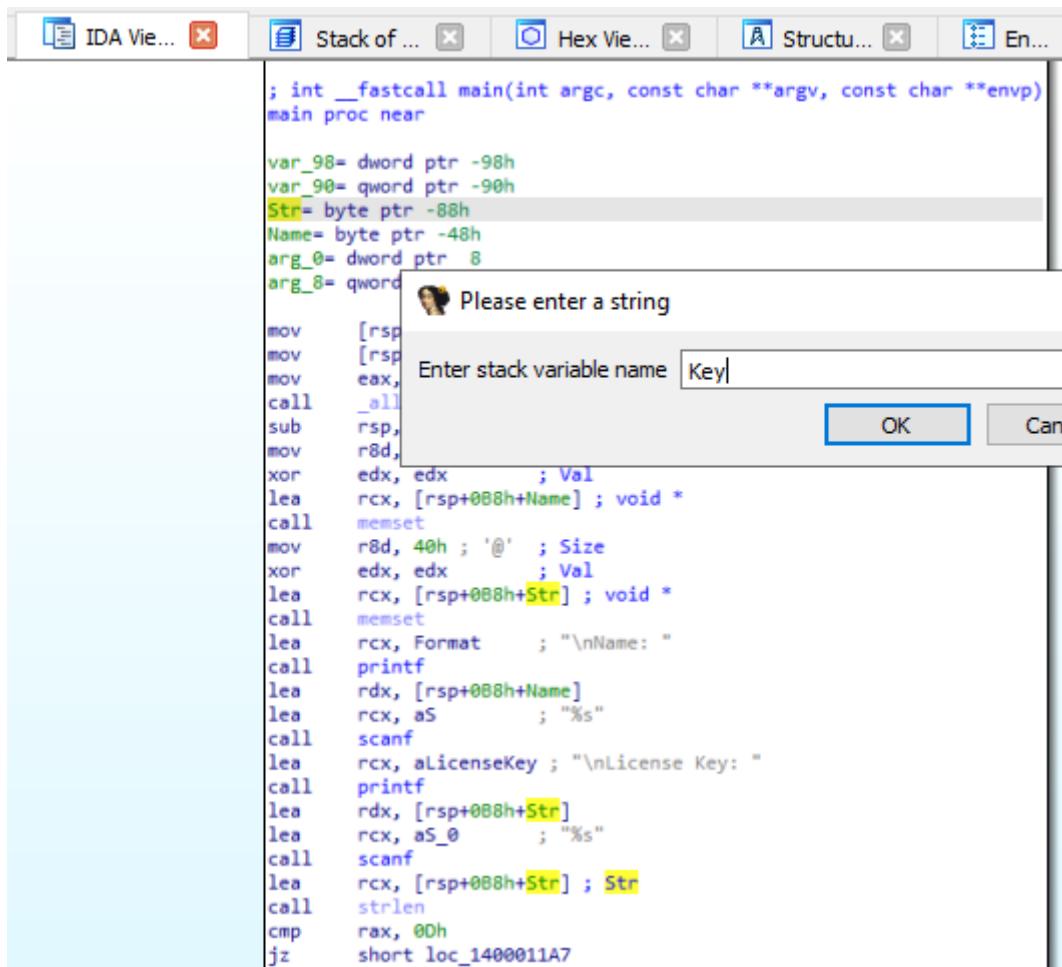 IDA Vie...
Stack of ...
Hex Vie...
Structu...
En...
; int __fastcall main(int argc, const char **argv, const char **envp)
main proc near
var_98= dword ptr -98h
var_90= qword ptr -90h
Str= byte ptr -88h
Name= byte ptr -48h
arg_0= dword ptr  8
arg_8= qword
Please enter a string
Enter stack variable name Key
OK
Can
mov     [rsp
mov     [rsp
mov     eax,
call    _all
sub     rsp,
mov     r8d,
xor     edx, edx        ; Val
lea     rcx, [rsp+0B8h+Name] ; void *
call    memset
mov     r8d, 40h ; '@'  ; Size
xor     edx, edx        ; Val
lea     rcx, [rsp+0B8h+Str] ; void *
call    memset
lea     rcx, Format     ; "\nName: "
call    printf
lea     rdx, [rsp+0B8h+Name]
lea     rcx, aS         ; "%s"
call    scanf
lea     rcx, aLicenseKey ; "\nLicense Key: "
call    printf
lea     rdx, [rsp+0B8h+Str]
lea     rcx, aS_0       ; "%s"
call    scanf
lea     rcx, [rsp+0B8h+Str] ; Str
call    strlen
cmp     rax, 0Dh
jz      short loc_1400011A7